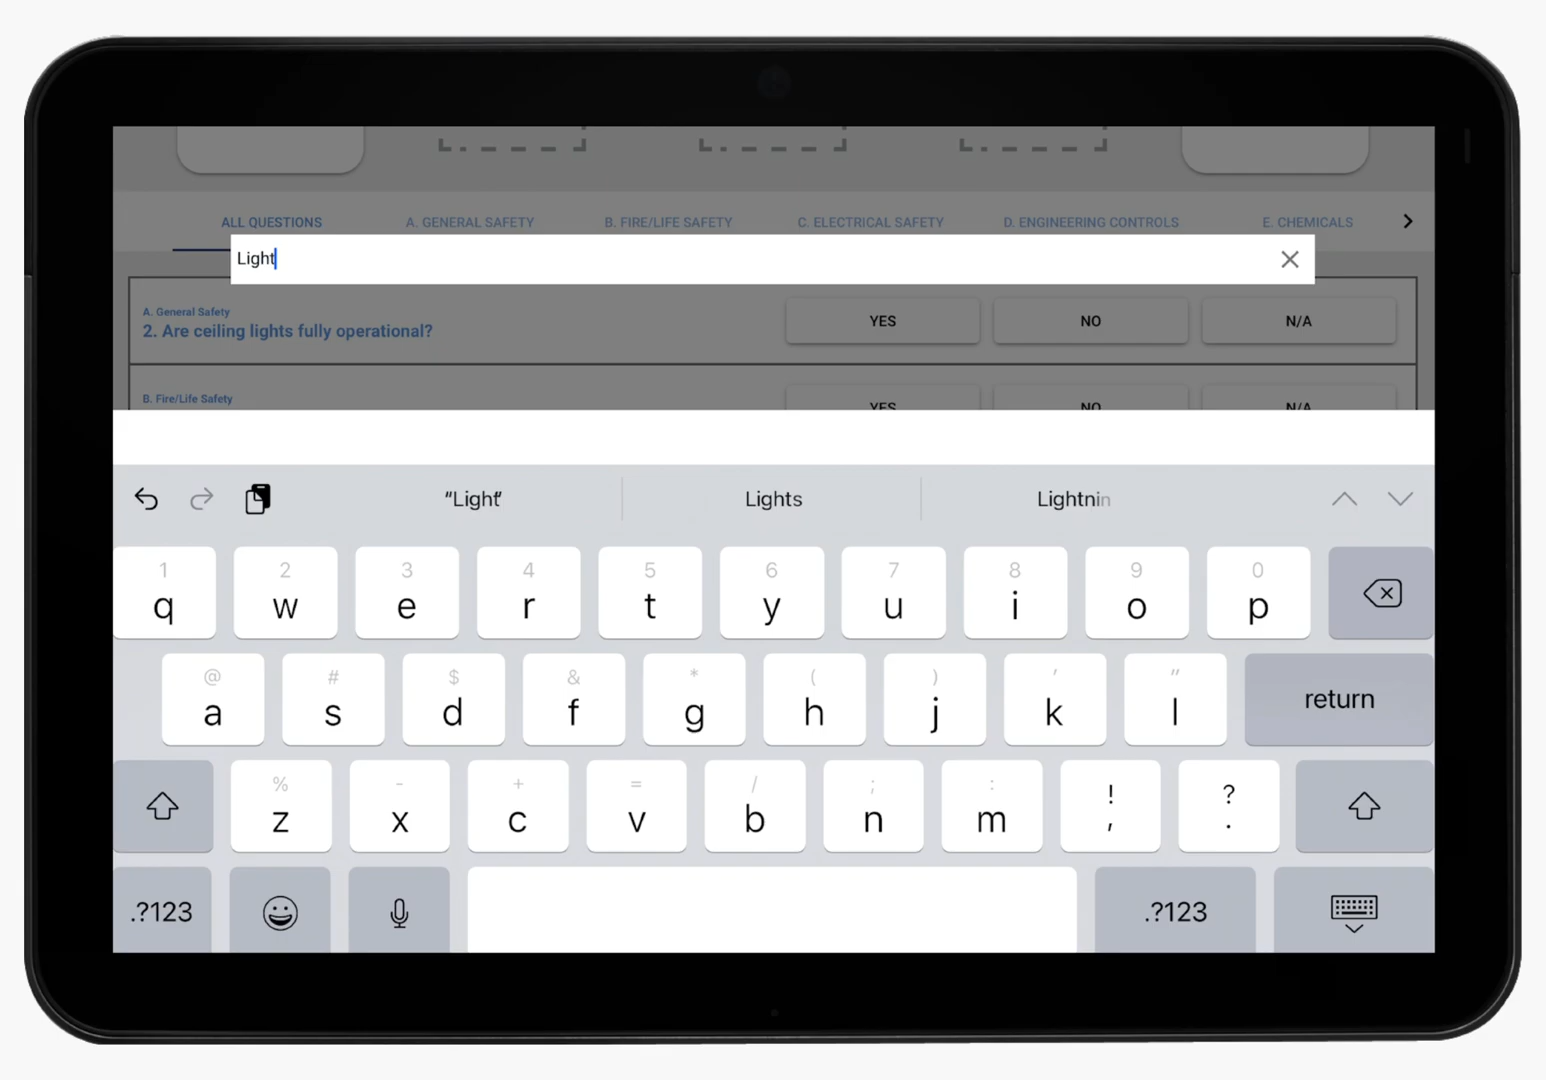 ALL QUESTIONS A. GENERAL SAFETY B. FIRE/LIFE SAFETY C. ELECTRICAL SAFETY D. ENGINEERING CONTROLS E. CHEMICALS
Light
A. General Safety
2. Are ceiling lights fully operational?
YES NO N/A
B. Fire/Life Safety
YES NO N/A
"Light" Lights Lightnin
1 2 3 4 5 6 7 8 9 0
q w e r t y u i o p
@ # $ & * ( ) ' "
a s d f g h j k l return
% - + = / ; : ! ?
z x c v b n m , .
.?123 .?123